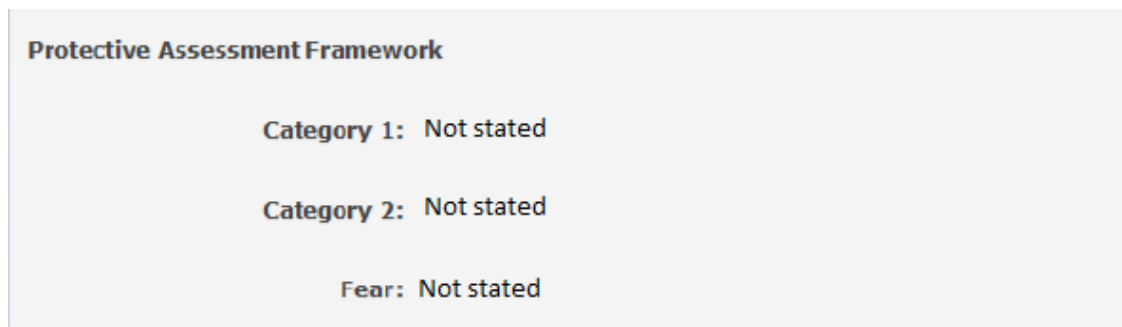 Protective Assessment Framework
Category 1: Not stated
Category 2: Not stated
Fear: Not stated